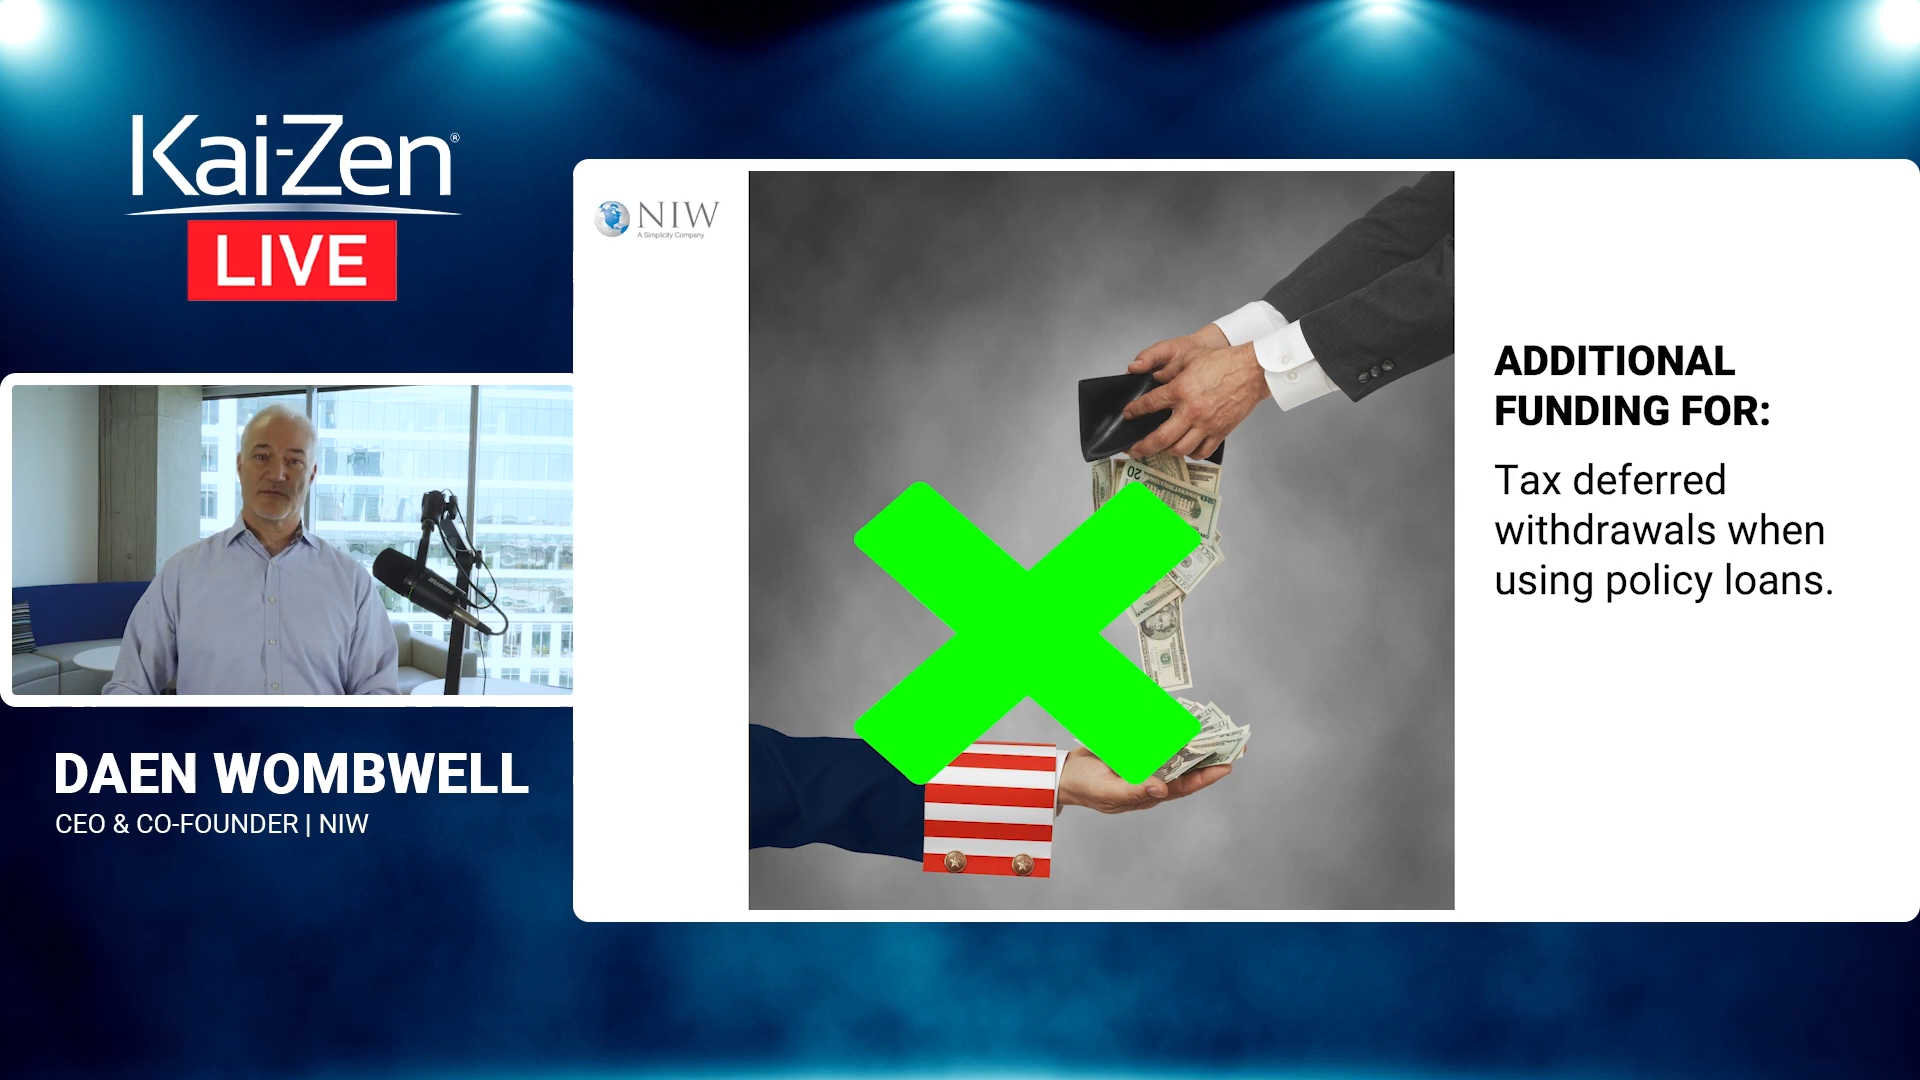 Kai-Zen®
LIVE
NIW
A Simplicity Company
ADDITIONAL
FUNDING FOR:
Tax deferred
withdrawals when
using policy loans.
20
DAEN WOMBWELL
CEO & CO-FOUNDER | NIW